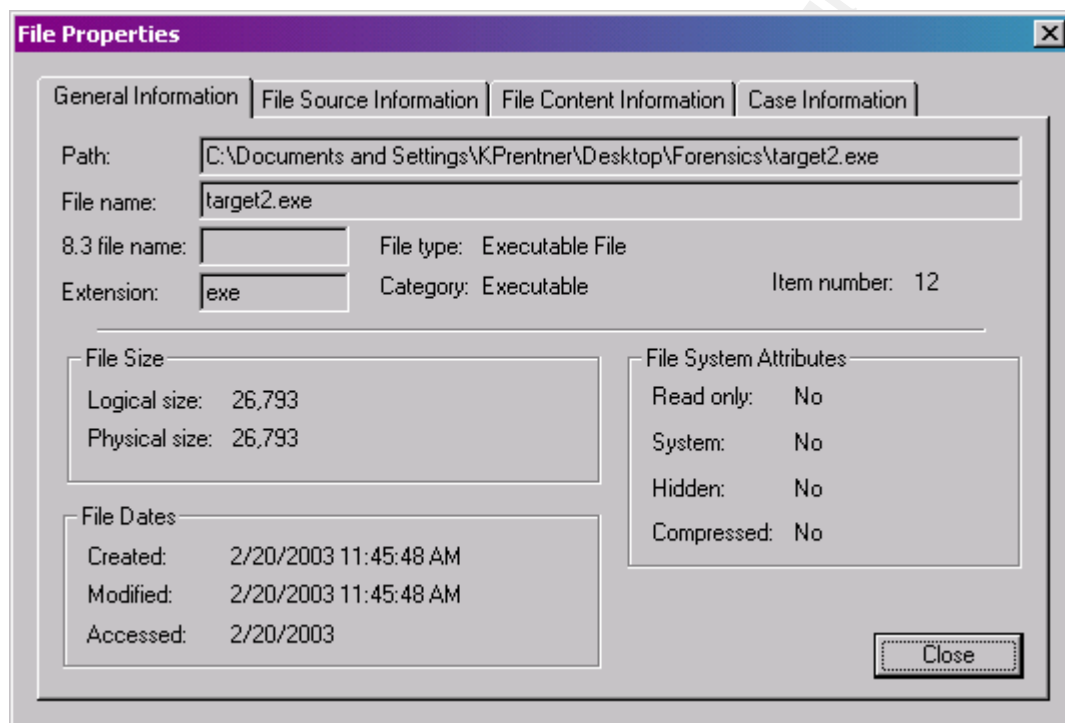 File Properties
General Information File Source Information File Content Information Case Information
Path: C:\Documents and Settings\KPrentner\Desktop\Forensics\target2.exe
File name: target2.exe
8.3 file name: File type: Executable File
Extension: exe Category: Executable Item number: 12
File Size
Logical size: 26,793
Physical size: 26,793
File System Attributes
Read only: No
System: No
Hidden: No
Compressed: No
File Dates
Created: 2/20/2003 11:45:48 AM
Modified: 2/20/2003 11:45:48 AM
Accessed: 2/20/2003
Close